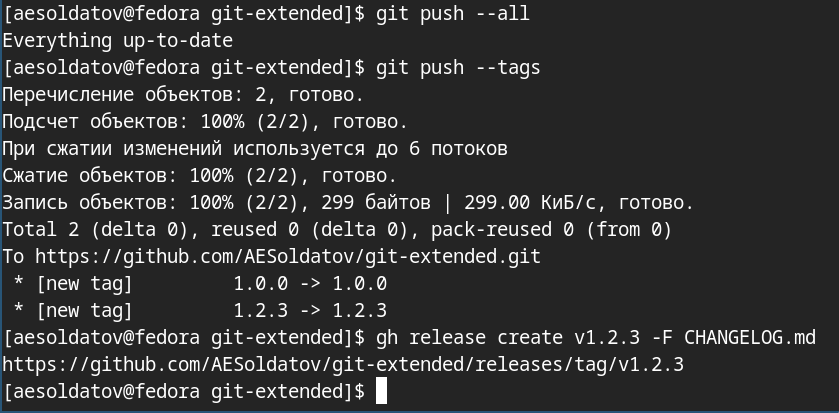 [aesoldatov@fedora git-extended]$ git push --all
Everything up-to-date
[aesoldatov@fedora git-extended]$ git push --tags
Перечисление объектов: 2, готово.
Подсчет объектов: 100% (2/2), готово.
При сжатии изменений используется до 6 потоков
Сжатие объектов: 100% (2/2), готово.
Запись объектов: 100% (2/2), 299 байтов | 299.00 КиБ/с, готово.
Total 2 (delta 0), reused 0 (delta 0), pack-reused 0 (from 0)
To https://github.com/AESoldatov/git-extended.git
 * [new tag]         1.0.0 -> 1.0.0
 * [new tag]         1.2.3 -> 1.2.3
[aesoldatov@fedora git-extended]$ gh release create v1.2.3 -F CHANGELOG.md
https://github.com/AESoldatov/git-extended/releases/tag/v1.2.3
[aesoldatov@fedora git-extended]$